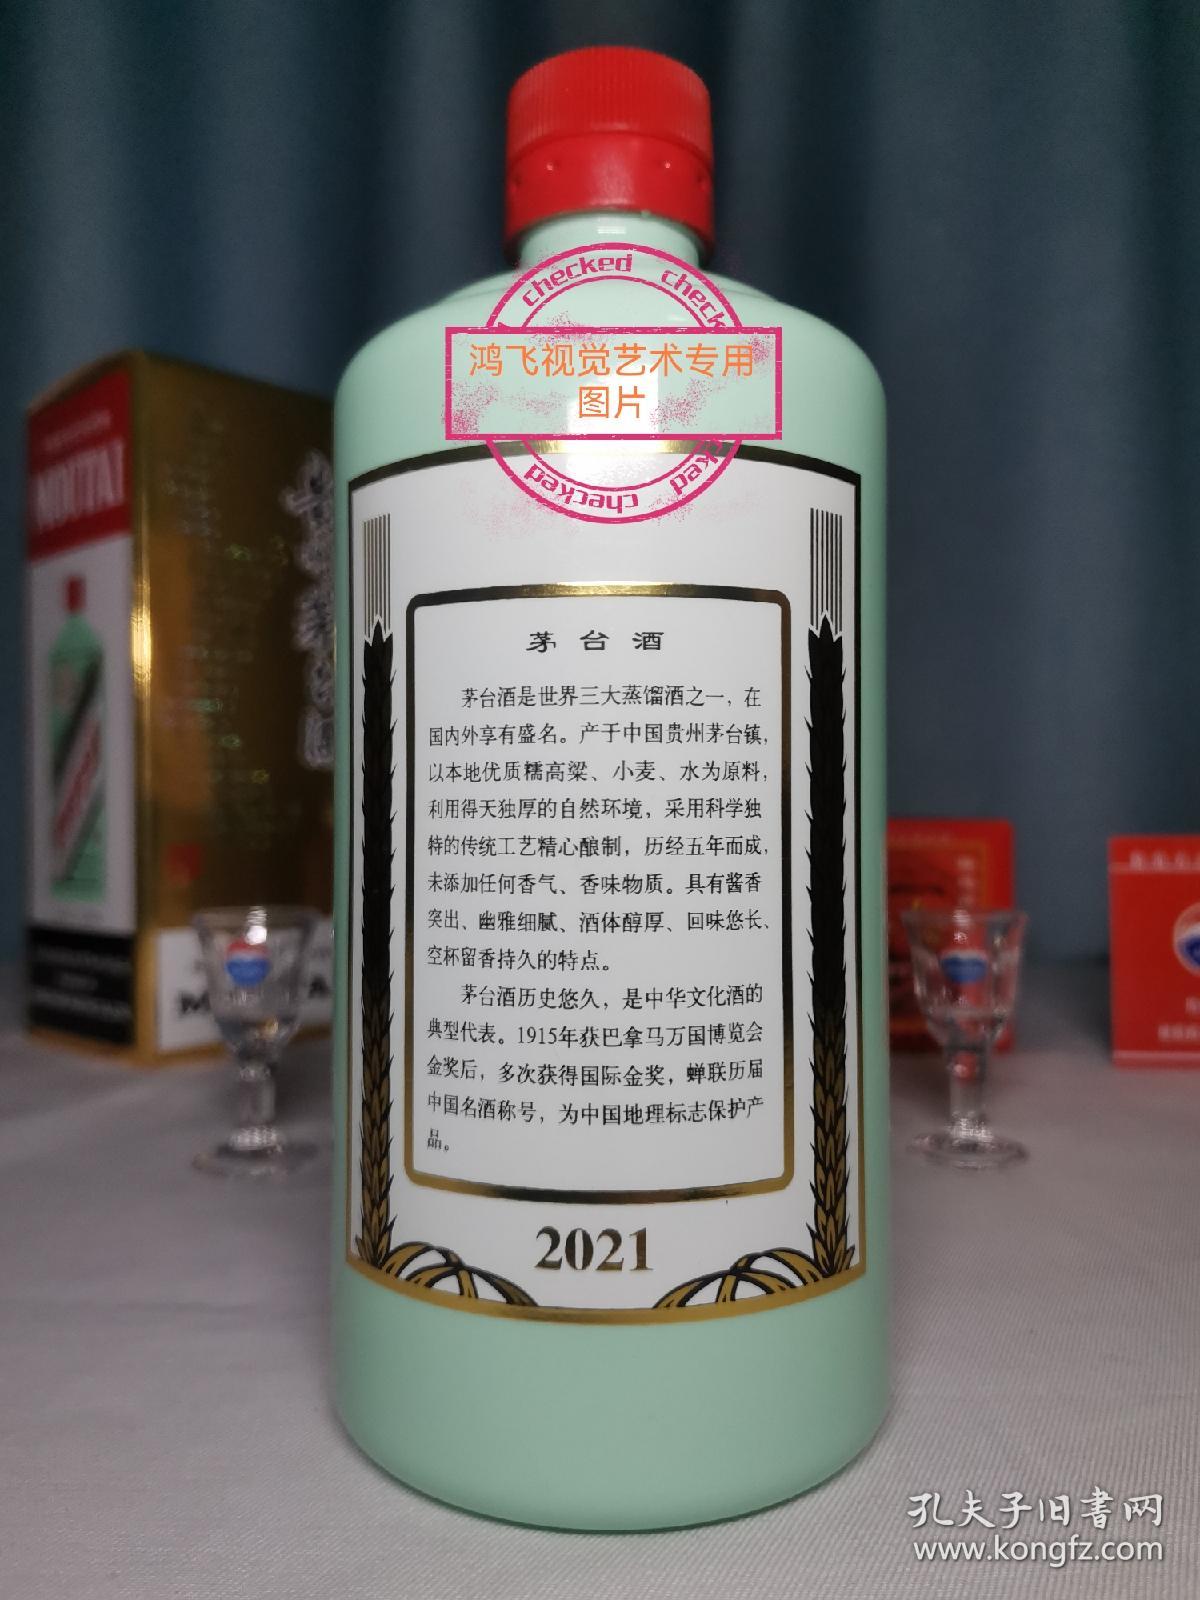 checked checked
鸿飞视觉艺术专用
图片
checked checked
茅台酒
茅台酒是世界三大蒸馏酒之一，在
国内外享有盛名。产于中国贵州茅台镇，
以本地优质糯高粱、小麦、水为原料，
利用得天独厚的自然环境，采用科学独
特的传统工艺精心酿制，历经五年而成，
未添加任何香气、香味物质。具有酱香
突出、幽雅细腻、酒体醇厚、回味悠长、
空杯留香持久的特点。
茅台酒历史悠久，是中华文化酒的
典型代表。1915年获巴拿马万国博览会
金奖后，多次获得国际金奖，蝉联历届
中国名酒称号，为中国地理标志保护产
品。
2021
MOUTAI
贵州茅台酒
孔夫子旧书网
www.kongfz.com